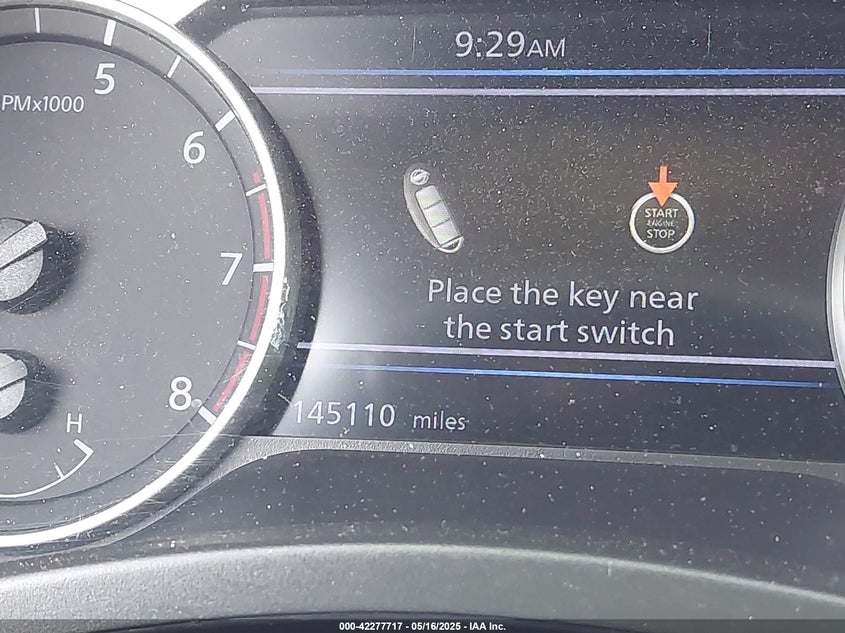 9:29AM
5
PMx1000
6
START
ENGINE
STOP
7
Place the key near
the start switch
8
145110 miles
H
000-42277717 - 05/16/2025 - IAA Inc.